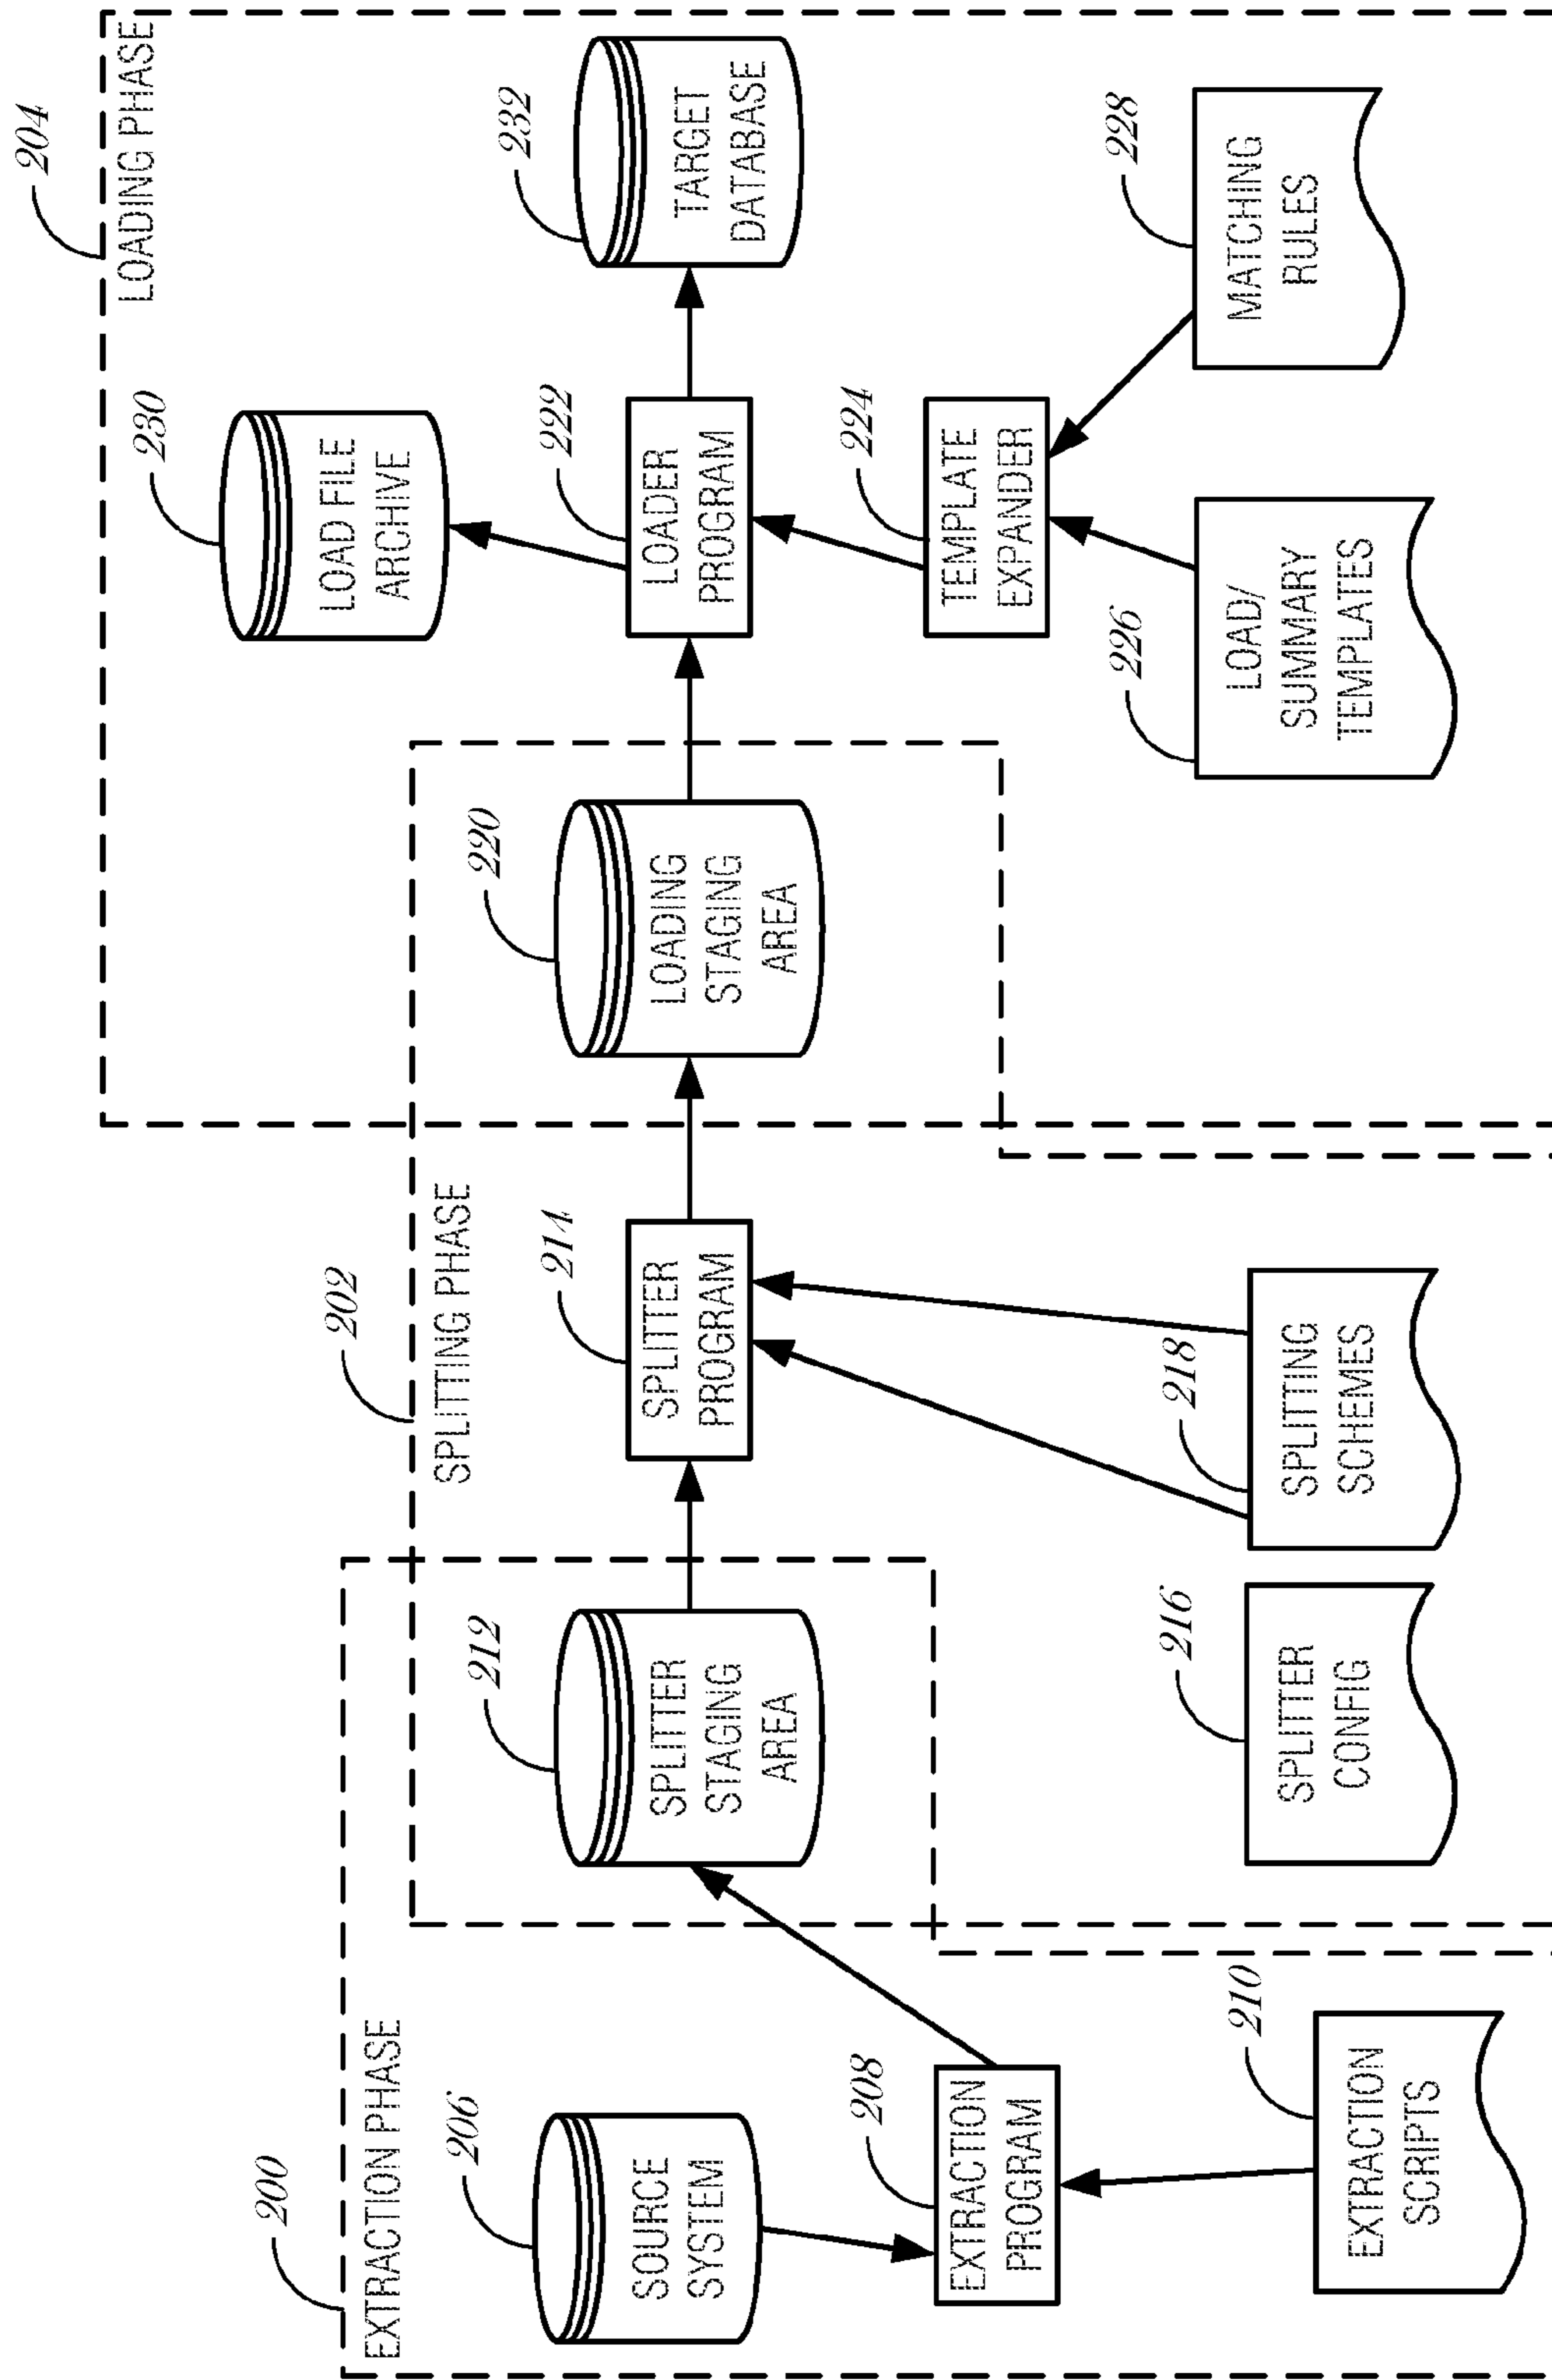 204
LOADING PHASE
230
LOAD FILE
ARCHIVE
202
SPLITTING PHASE
200
EXTRACTION PHASE
206
SOURCE
SYSTEM
212
SPLITTER
STAGING
AREA
214
SPLITTER
PROGRAM
220
LOADING
STAGING
AREA
222
LOADER
PROGRAM
232
TARGET
DATABASE
208
EXTRACTION
PROGRAM
224
TEMPLATE
EXPANDER
210
EXTRACTION
SCRIPTS
216
SPLITTER
CONFIG
218
SPLITTING
SCHEMES
226
LOAD/
SUMMARY
TEMPLATES
228
MATCHING
RULES